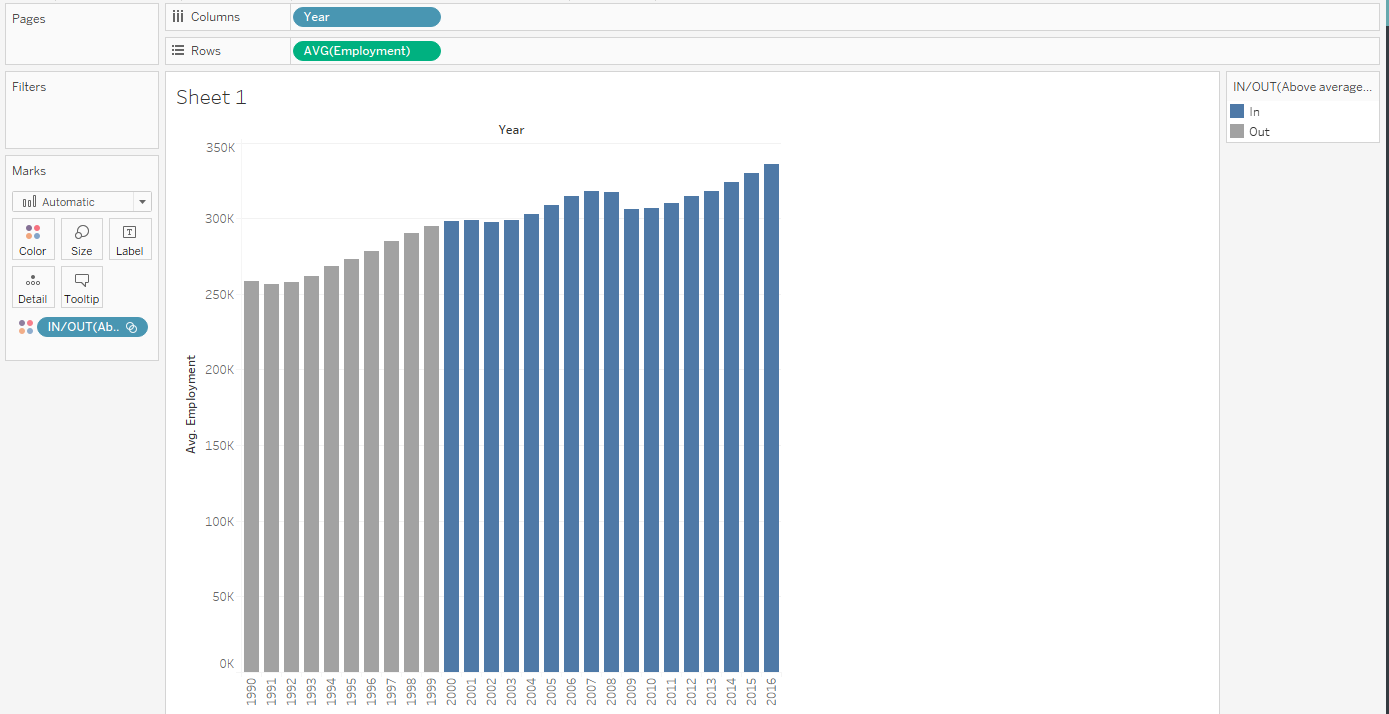 Pages
Columns
Year
Rows
AVG(Employment)
Filters
Marks
Automatic
Color
Size
Label
Detail
Tooltip
IN/OUT(Ab..
Sheet 1
Year
350K
300K
250K
200K
150K
100K
50K
0K
Avg. Employment
1990
1991
1992
1993
1994
1995
1996
1997
1998
1999
2000
2001
2002
2003
2004
2005
2006
2007
2008
2009
2010
2011
2012
2013
2014
2015
2016
IN/OUT(Above average...
In
Out